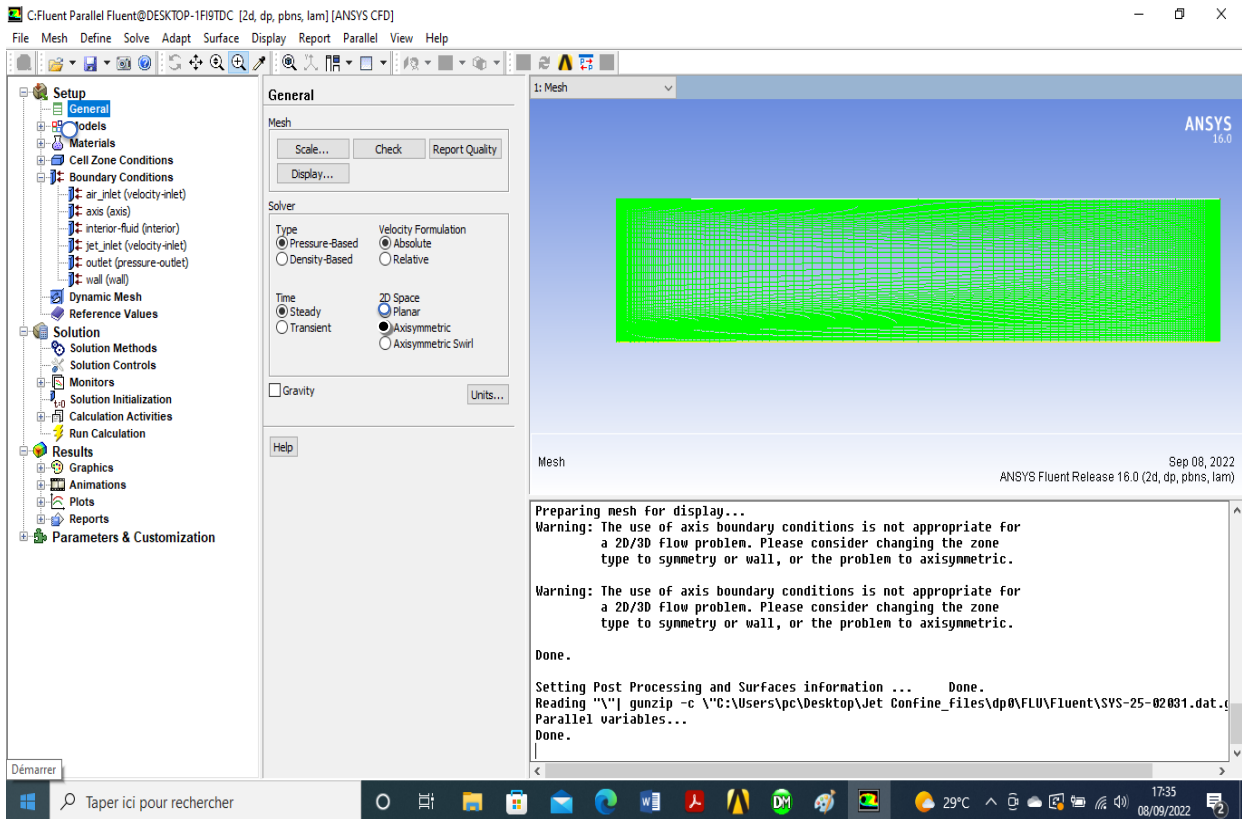 C:Fluent Parallel Fluent@DESKTOP-1FI9TDC [2d, dp, pbns, lam] [ANSYS CFD]
File Mesh Define Solve Adapt Surface Display Report Parallel View Help
Setup
General
Models
Materials
Cell Zone Conditions
Boundary Conditions
air_inlet (velocity-inlet)
axis (axis)
interior-fluid (interior)
jet_inlet (velocity-inlet)
outlet (pressure-outlet)
wall (wall)
Dynamic Mesh
Reference Values
Solution
Solution Methods
Solution Controls
Monitors
Solution Initialization
Calculation Activities
Run Calculation
Results
Graphics
Animations
Plots
Reports
Parameters & Customization
Démarrer
General
Mesh
Scale... Check Report Quality
Display...
Solver
Type Velocity Formulation
Pressure-Based Absolute
Density-Based Relative
Time 2D Space
Steady Planar
Transient Axisymmetric
Axisymmetric Swirl
Gravity Units...
Help
1: Mesh
ANSYS
16.0
Mesh Sep 08, 2022
ANSYS Fluent Release 16.0 (2d, dp, pbns, lam)
Preparing mesh for display...
Warning: The use of axis boundary conditions is not appropriate for
a 2D/3D flow problem. Please consider changing the zone
type to symmetry or wall, or the problem to axisymmetric.
Warning: The use of axis boundary conditions is not appropriate for
a 2D/3D flow problem. Please consider changing the zone
type to symmetry or wall, or the problem to axisymmetric.
Done.
Setting Post Processing and Surfaces information ... Done.
Reading "\"| gunzip -c \"C:\Users\pc\Desktop\Jet Confine_files\dp0\FLU\Fluent\SYS-25-02031.dat.g
Parallel variables...
Done.
Taper ici pour rechercher
W
DM
29°C
17:35
08/09/2022
2